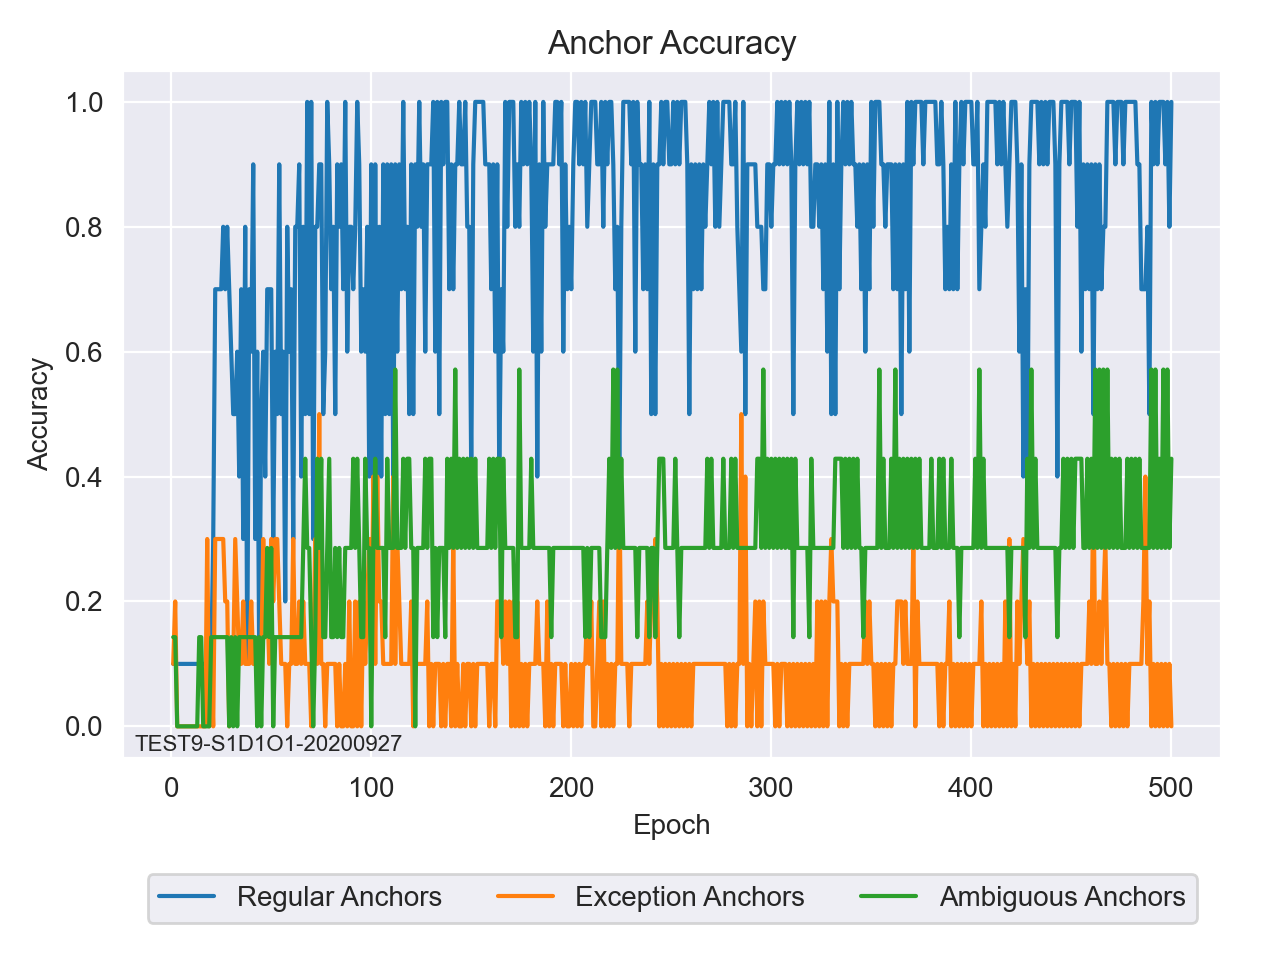 Anchor Accuracy
1.0
0.8
0.6
0.4
0.2
0.0
Accuracy
TEST9-S1D1O1-20200927
0 100 200 300 400 500
Epoch
Regular Anchors Exception Anchors Ambiguous Anchors